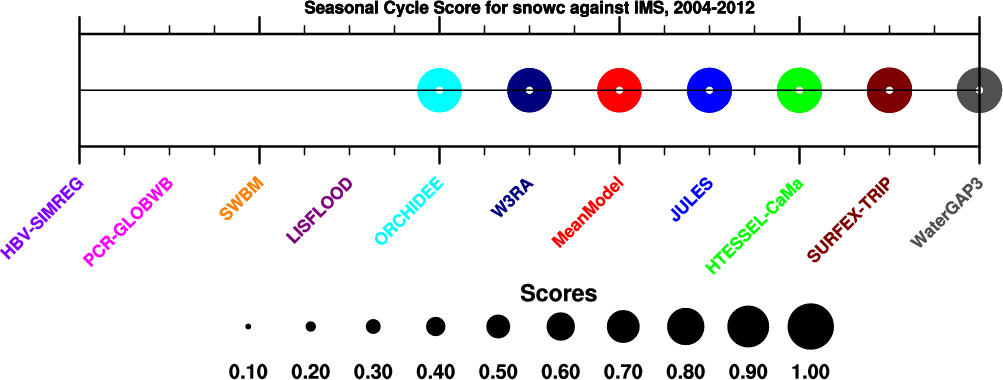 Seasonal Cycle Score for snowc against IMS, 2004-2012
HBV-SIMREG
PCR-GLOBWB
SWBM
LISFLOOD
ORCHIDEE
W3RA
MeanModel
JULES
HTESSEL-CaMa
SURFEX-TRIP
WaterGAP3
Scores
0.10 0.20 0.30 0.40 0.50 0.60 0.70 0.80 0.90 1.00